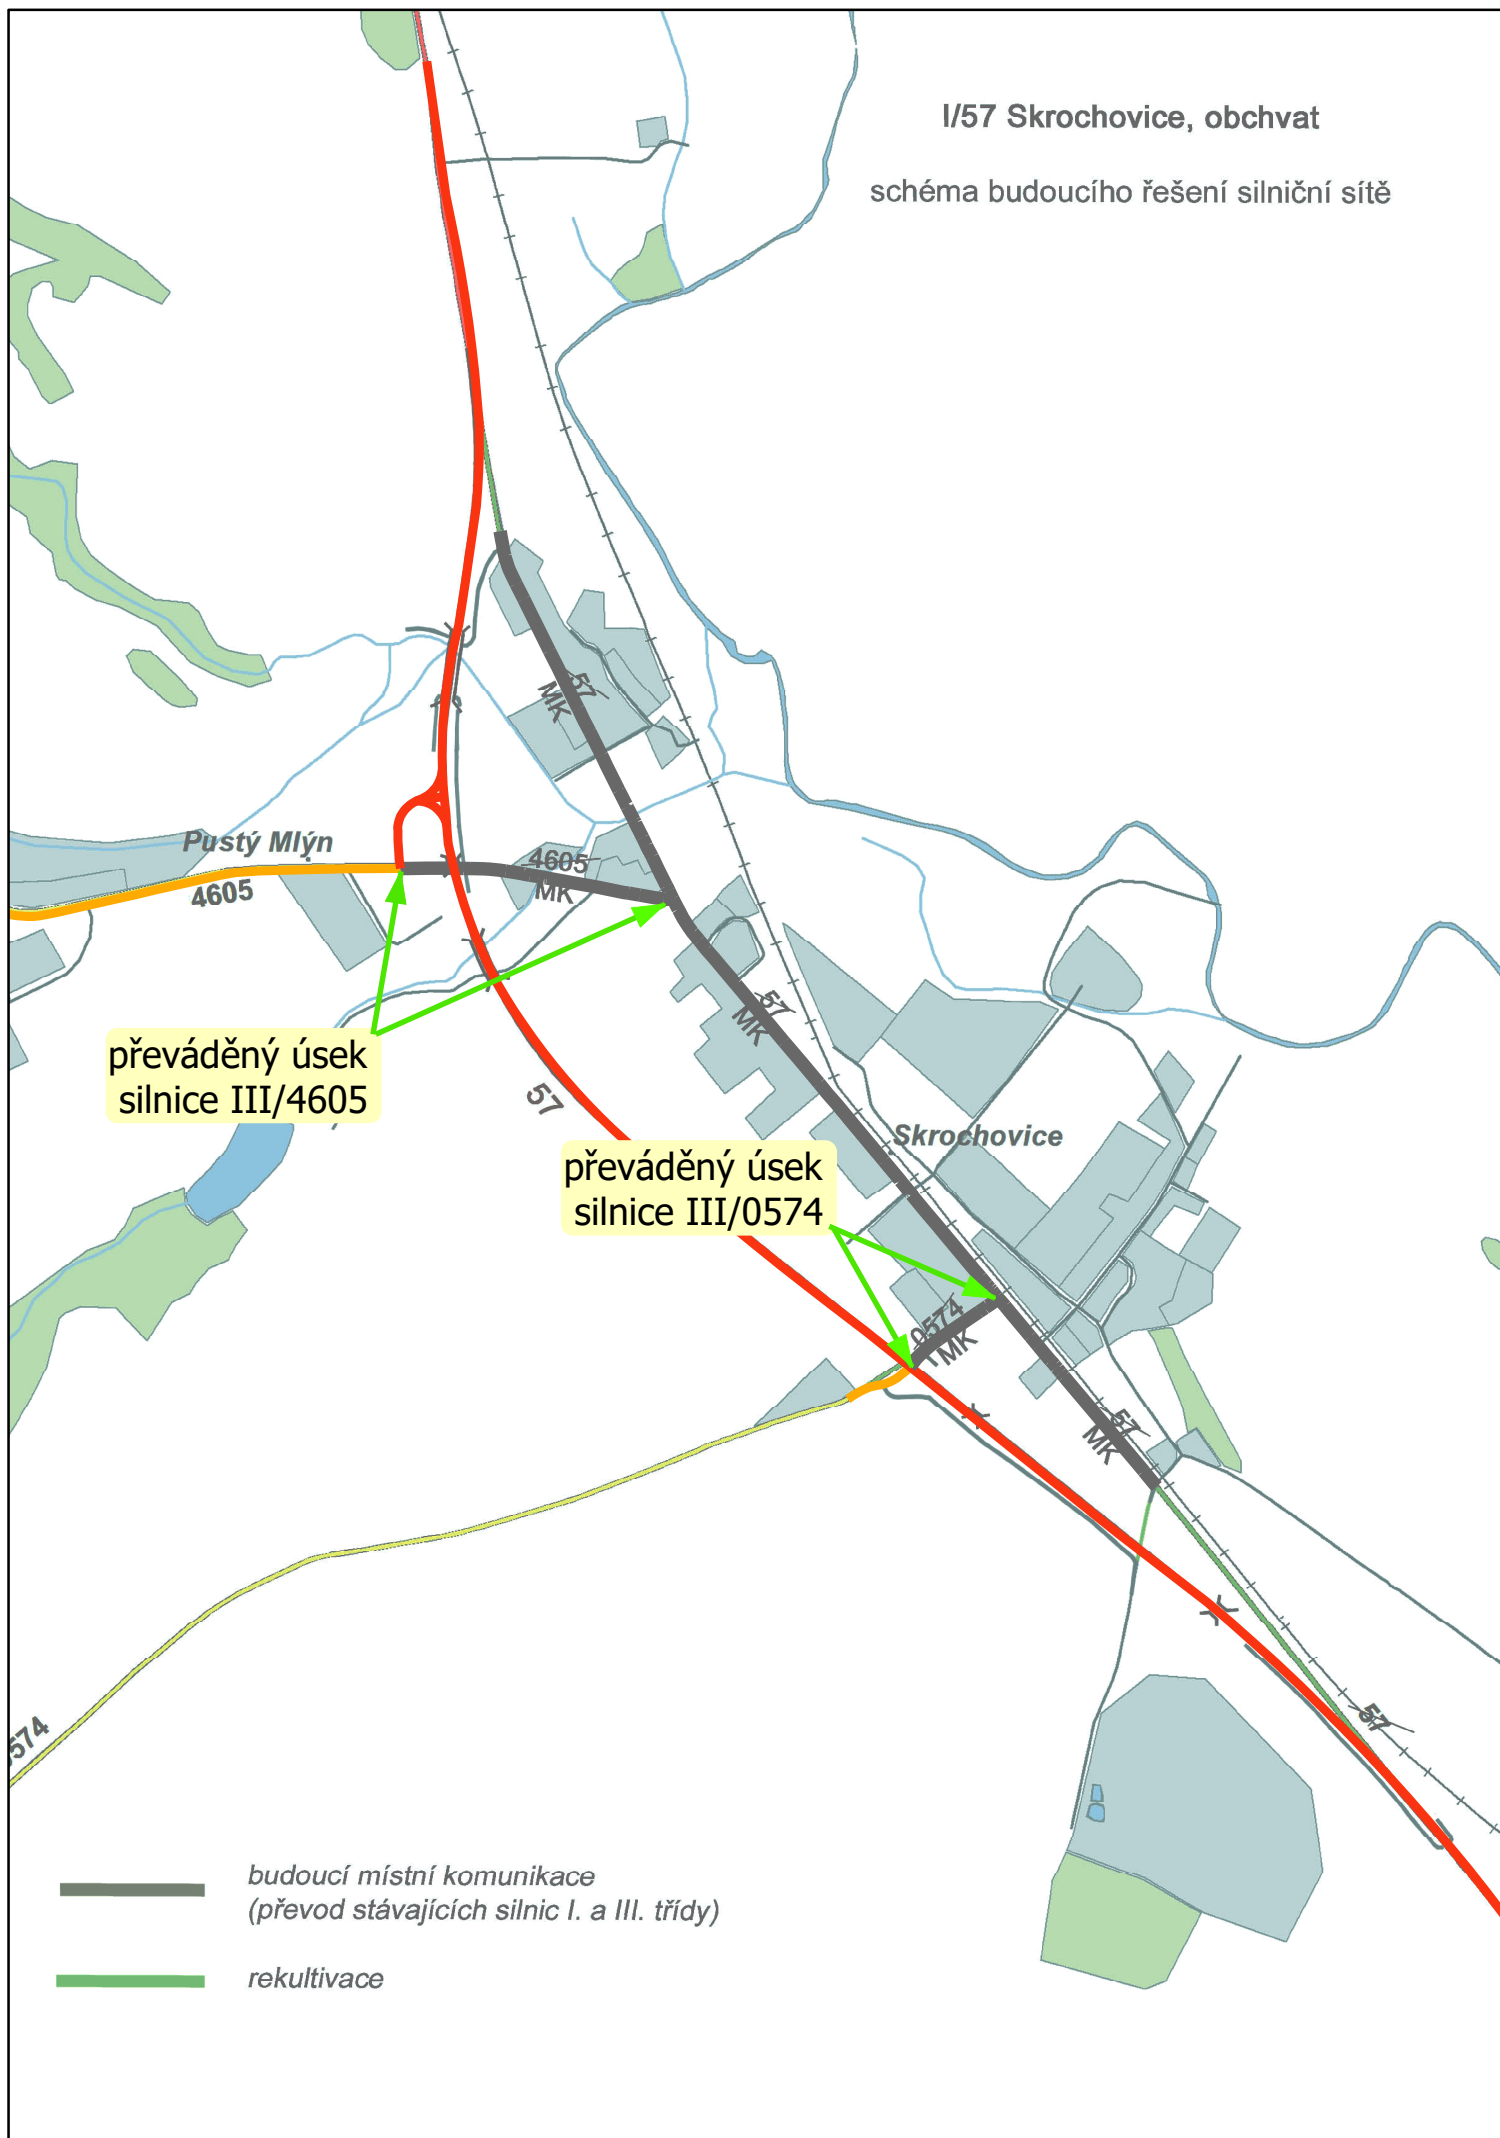 I/57 Skrochovice, obchvat
schéma budoucího řešení silniční sítě
57
MK
Pustý Mlýn
4605
4605
MK
57
MK
převáděný úsek
silnice III/4605
57
Skrochovice
převáděný úsek
silnice III/0574
0574
MK
57
MK
57
0574
budoucí místní komunikace
(převod stávajících silnic I. a III. třídy)
rekultivace